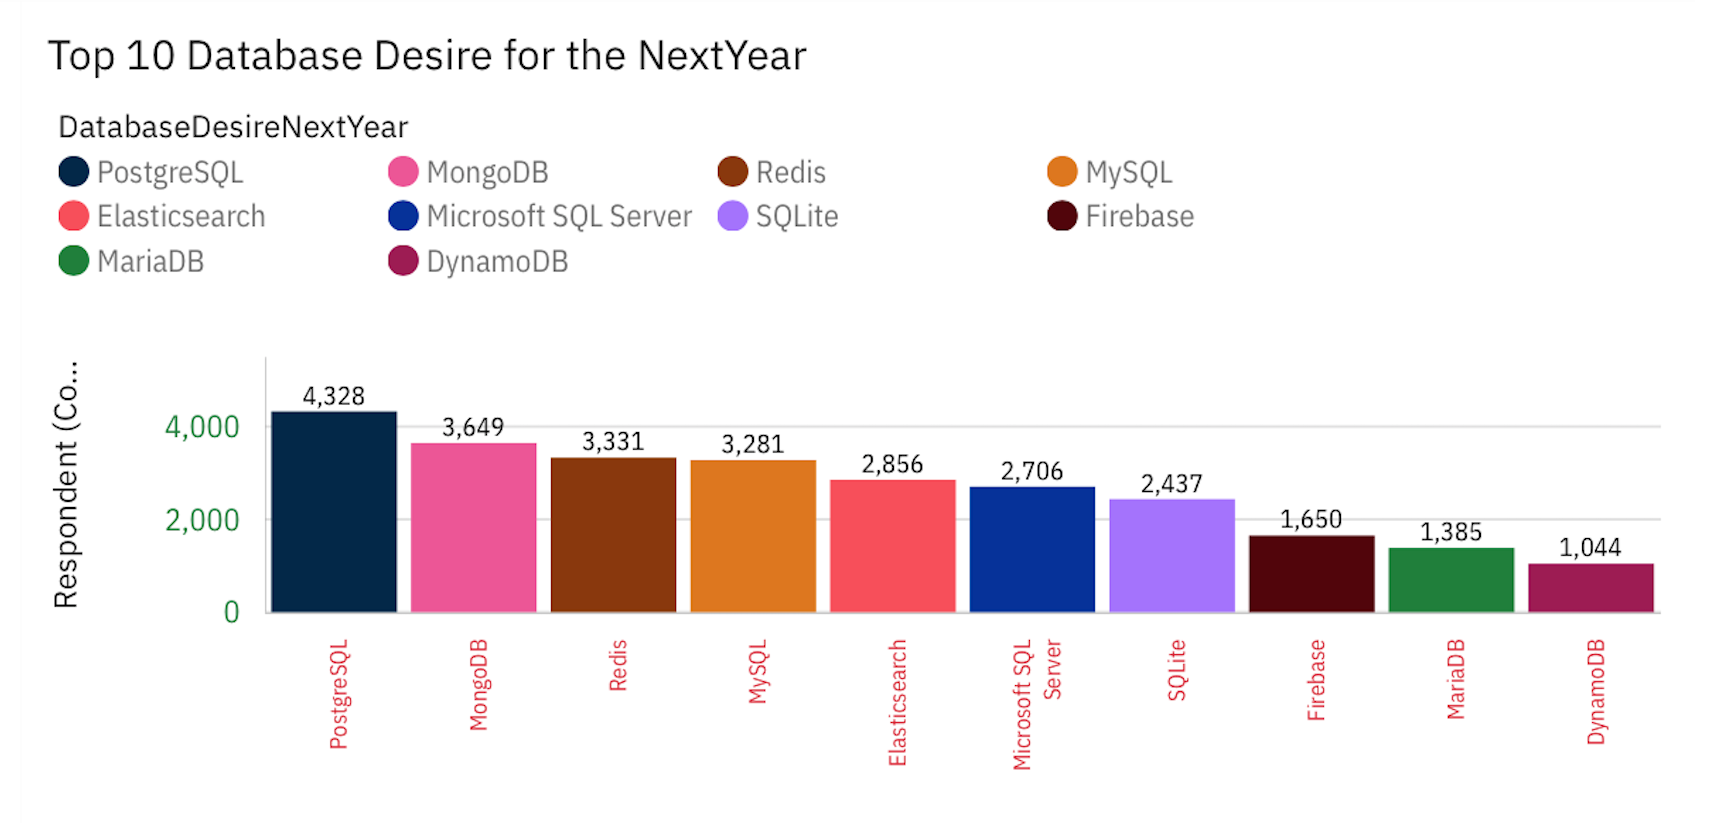 Top 10 Database Desire for the NextYear
DatabaseDesireNextYear
PostgreSQL MongoDB Redis MySQL
Elasticsearch Microsoft SQL Server SQLite Firebase
MariaDB DynamoDB
Respondent (Co...
4,000
2,000
0
4,328
3,649
3,331
3,281
2,856
2,706
2,437
1,650
1,385
1,044
PostgreSQL
MongoDB
Redis
MySQL
Elasticsearch
Microsoft SQL
Server
SQLite
Firebase
MariaDB
DynamoDB